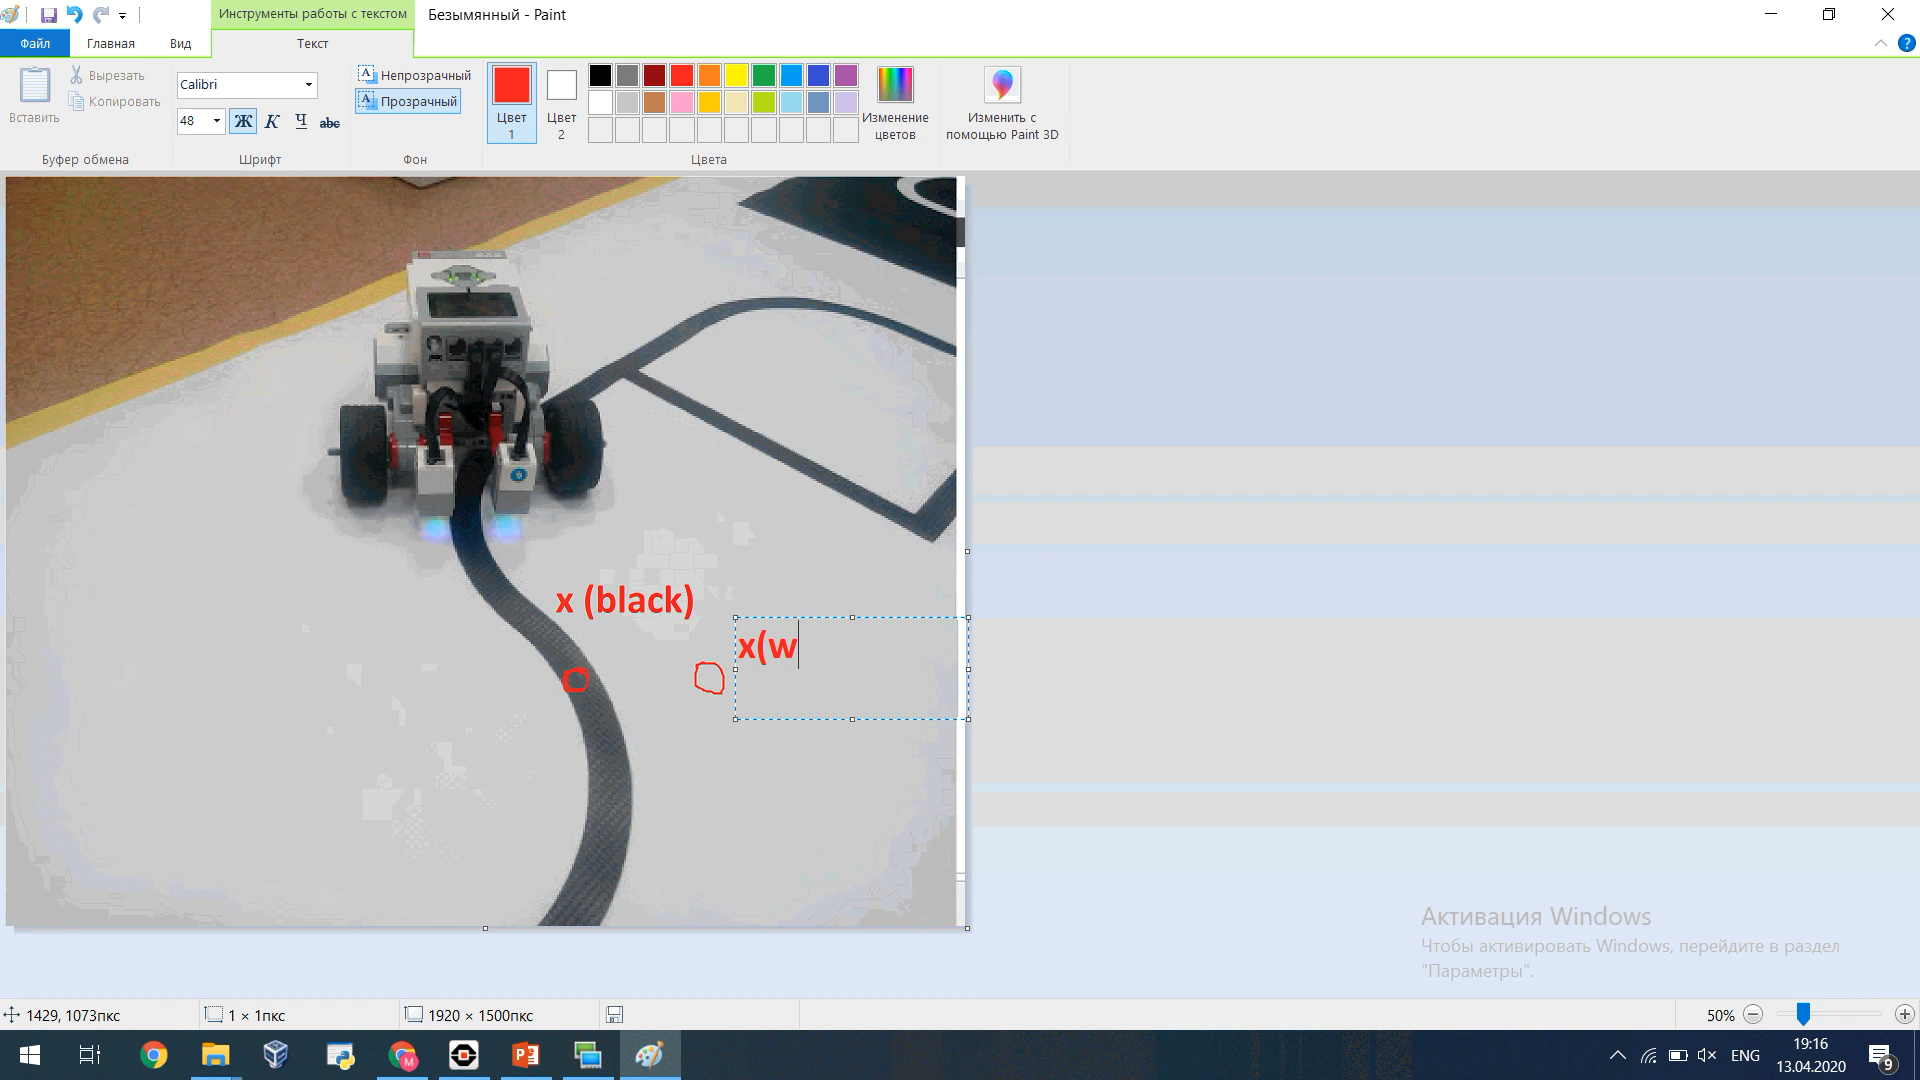 Инструменты работы с текстом
Безымянный - Paint
Файл
Главная
Вид
Текст
Вставить
Вырезать
Копировать
Буфер обмена
Calibri
48
Ж К Ч abc
Шрифт
Непрозрачный
Прозрачный
Фон
Цвет
1
Цвет
2
Цвета
Изменение
цветов
Изменить с
помощью Paint 3D
x (black)
x(w
Активация Windows
Чтобы активировать Windows, перейдите в раздел
"Параметры".
1429, 1073пкс
1 × 1пкс
1920 × 1500пкс
50%
ENG
19:16
13.04.2020
9